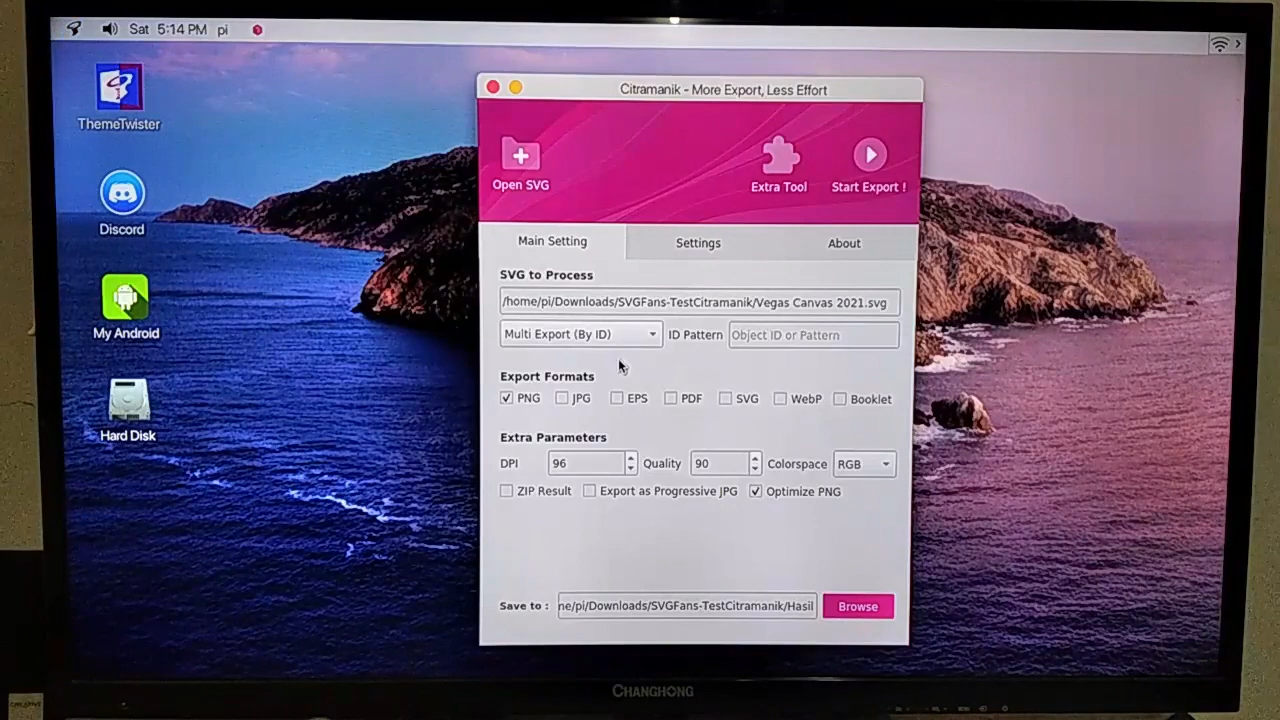 Sat 5:14 PM pi
ThemeTwister
Discord
My Android
Hard Disk
Citramanik - More Export, Less Effort
Open SVG
Extra Tool
Start Export !
Main Setting
Settings
About
SVG to Process
/home/pi/Downloads/SVGFans-TestCitramanik/Vegas Canvas 2021.svg
Multi Export (By ID)
ID Pattern
Object ID or Pattern
Export Formats
PNG JPG EPS PDF SVG WebP Booklet
Extra Parameters
DPI 96 Quality 90 Colorspace RGB
ZIP Result Export as Progressive JPG Optimize PNG
Save to : ne/pi/Downloads/SVGFans-TestCitramanik/Hasil Browse
CHANGHONG
CREATIVE